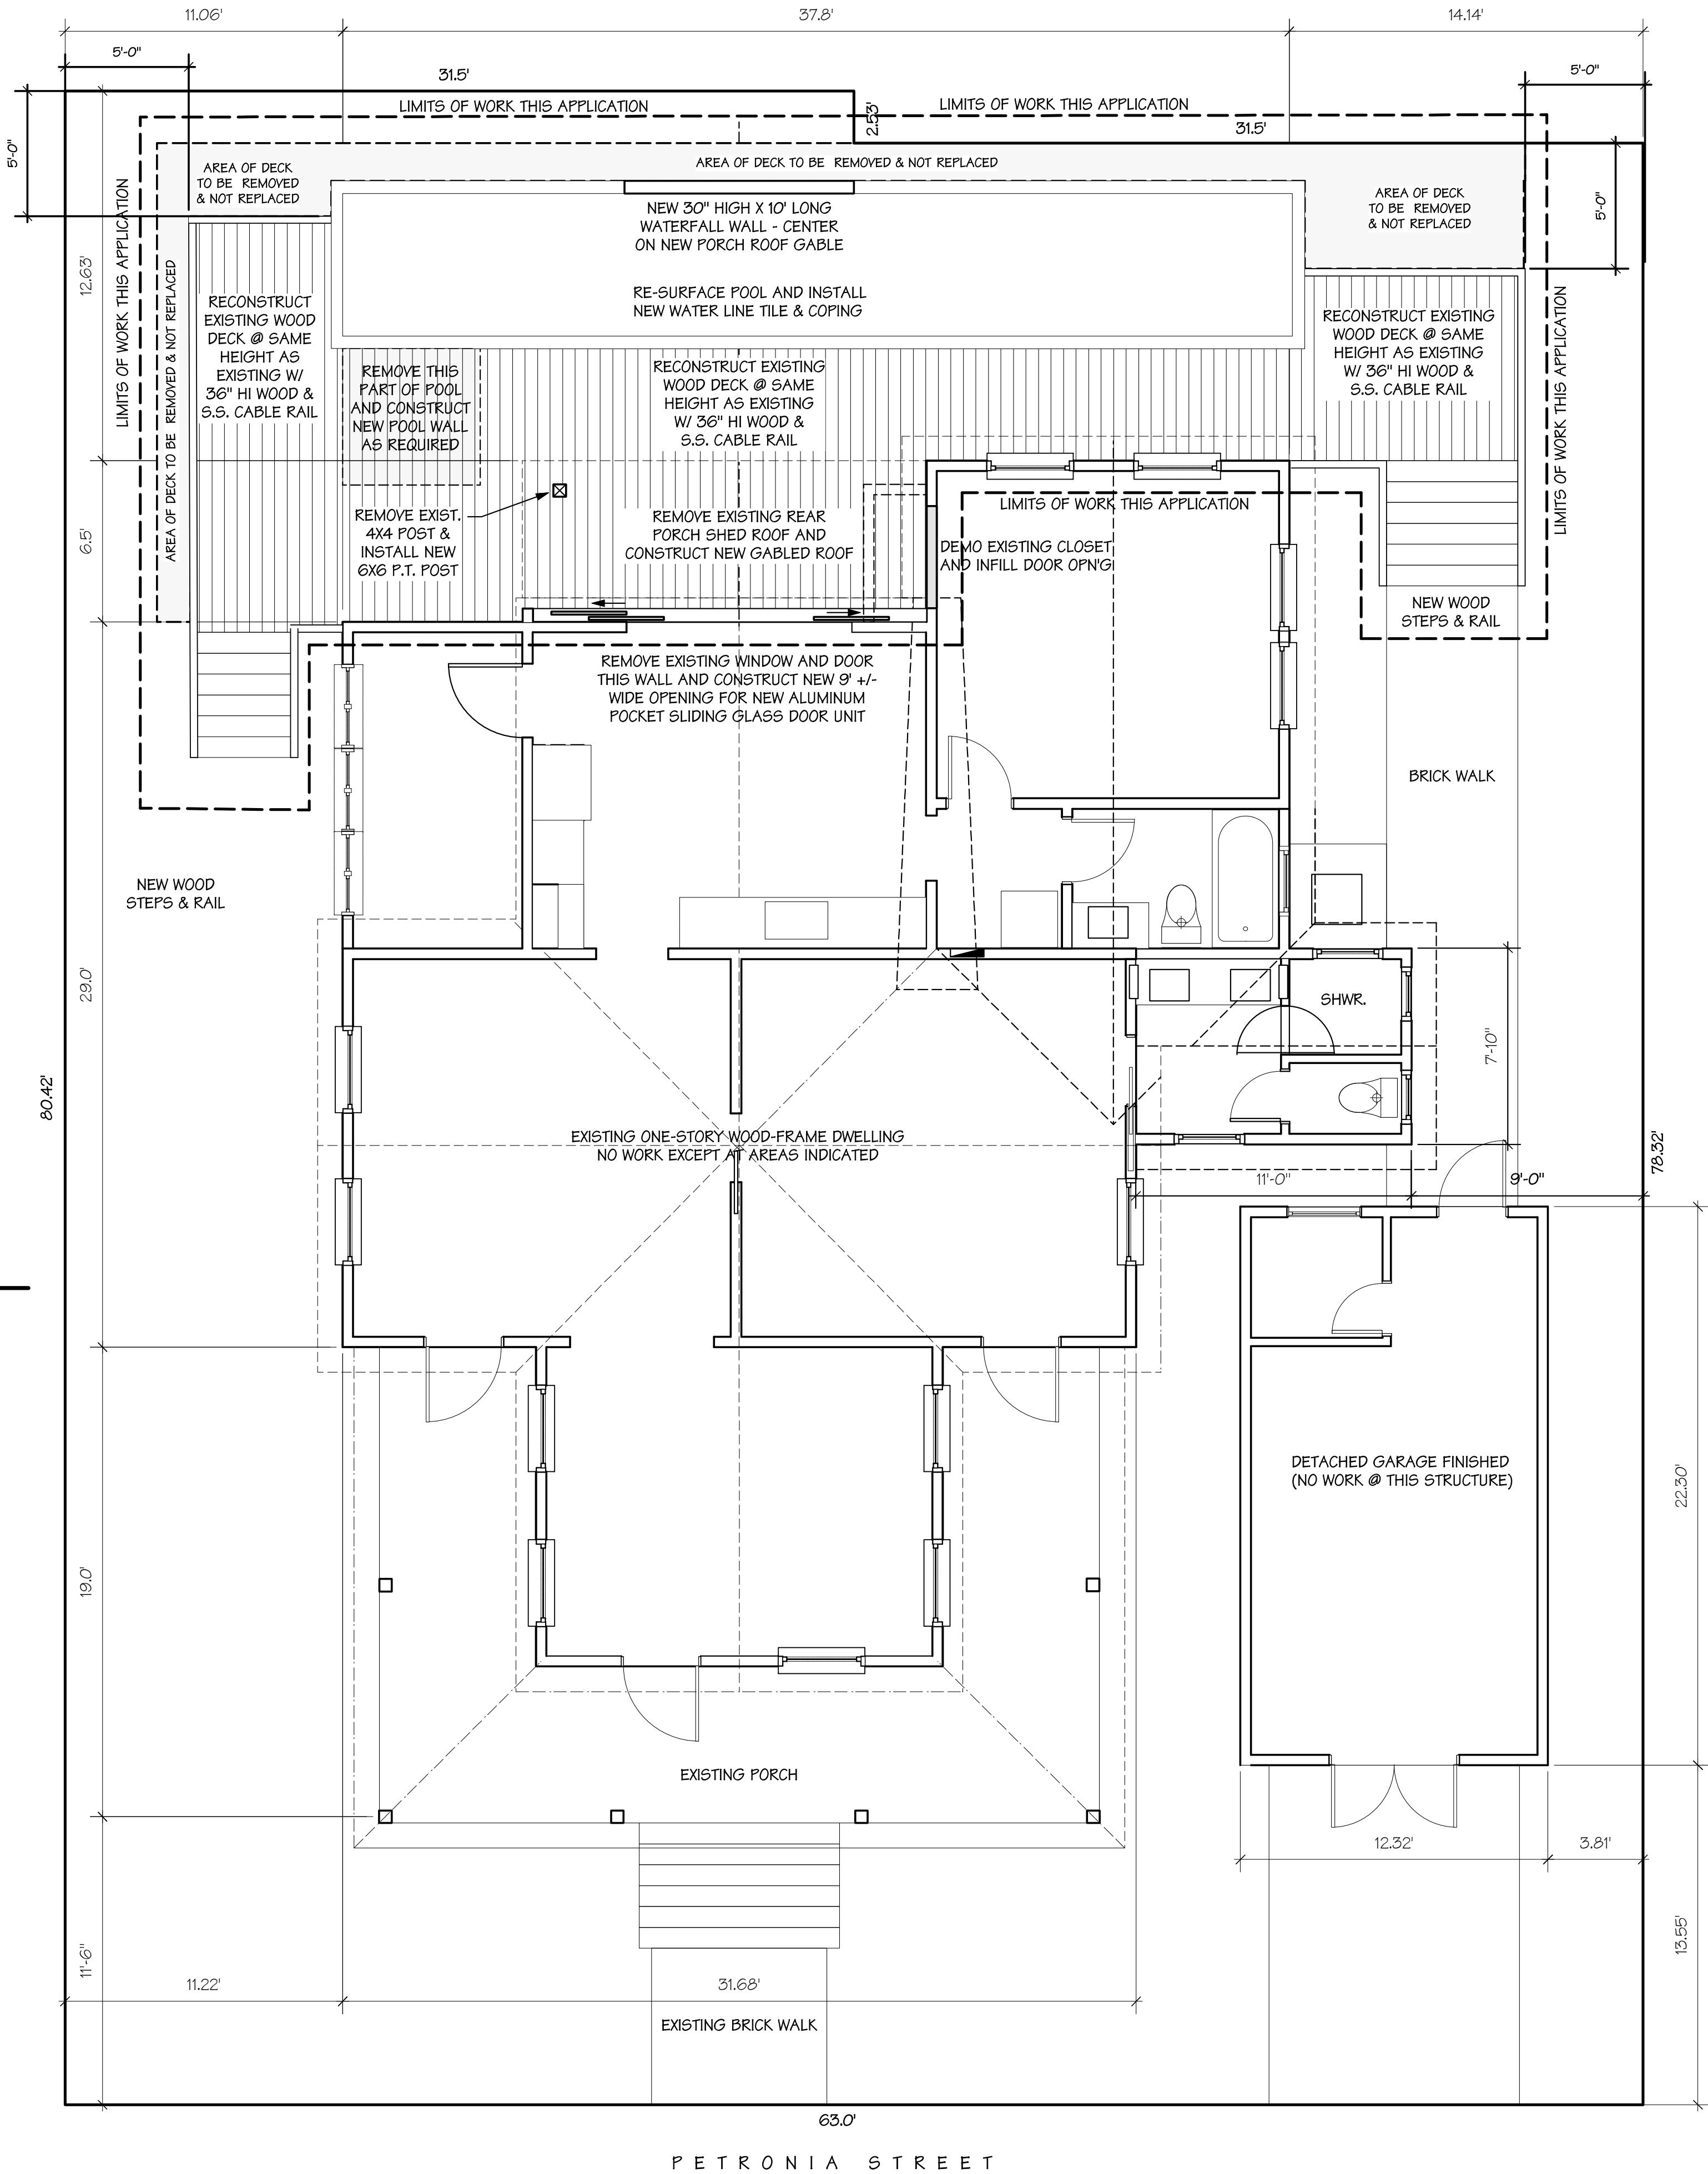 11.06'
37.8'
14.14'
5'-0"
5'-0"
31.5'
LIMITS OF WORK THIS APPLICATION
LIMITS OF WORK THIS APPLICATION
2.53'
31.5'
5'-0"
5'-0"
AREA OF DECK TO BE REMOVED & NOT REPLACED
AREA OF DECK
TO BE REMOVED
& NOT REPLACED
AREA OF DECK
TO BE REMOVED
& NOT REPLACED
NEW 30" HIGH X 10' LONG
WATERFALL WALL - CENTER
ON NEW PORCH ROOF GABLE
RE-SURFACE POOL AND INSTALL
NEW WATER LINE TILE & COPING
LIMITS OF WORK THIS APPLICATION
12.63'
AREA OF DECK TO BE REMOVED & NOT REPLACED
RECONSTRUCT
EXISTING WOOD
DECK @ SAME
HEIGHT AS
EXISTING W/
36" HI WOOD &
S.S. CABLE RAIL
REMOVE THIS
PART OF POOL
AND CONSTRUCT
NEW POOL WALL
AS REQUIRED
RECONSTRUCT EXISTING
WOOD DECK @ SAME
HEIGHT AS EXISTING
W/ 36" HI WOOD &
S.S. CABLE RAIL
RECONSTRUCT EXISTING
WOOD DECK @ SAME
HEIGHT AS EXISTING
W/ 36" HI WOOD &
S.S. CABLE RAIL
LIMITS OF WORK THIS APPLICATION
6.5'
REMOVE EXIST.
4X4 POST &
INSTALL NEW
6X6 P.T. POST
REMOVE EXISTING REAR
PORCH SHED ROOF AND
CONSTRUCT NEW GABLED ROOF
LIMITS OF WORK THIS APPLICATION
DEMO EXISTING CLOSET
AND INFILL DOOR OPN'G
NEW WOOD
STEPS & RAIL
REMOVE EXISTING WINDOW AND DOOR
THIS WALL AND CONSTRUCT NEW 9' +/-
WIDE OPENING FOR NEW ALUMINUM
POCKET SLIDING GLASS DOOR UNIT
BRICK WALK
NEW WOOD
STEPS & RAIL
29.0'
SHWR.
7'-10"
80.42'
78.32'
EXISTING ONE-STORY WOOD-FRAME DWELLING
NO WORK EXCEPT AT AREAS INDICATED
11'-0"
9'-0"
DETACHED GARAGE FINISHED
(NO WORK @ THIS STRUCTURE)
22.30'
19.0'
EXISTING PORCH
12.32'
3.81'
11'-6"
13.55'
11.22'
31.68'
EXISTING BRICK WALK
63.0'
PETRONIA STREET